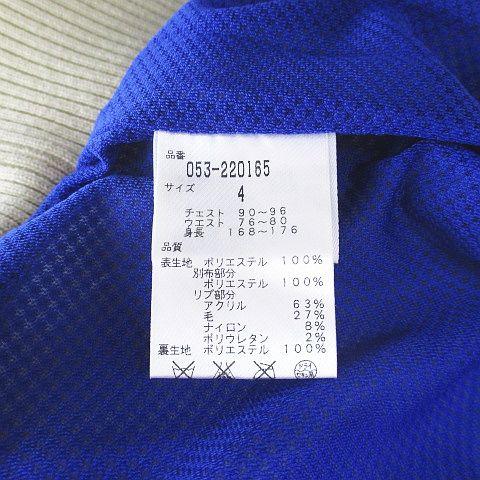 品番
053-220165
サイズ
4
チェスト 90～96
ウエスト 76～80
身長 168～176
品質
表生地 ポリエステル 100%
別布部分
ポリエステル 100%
リブ部分
アクリル 63%
毛 27%
ナイロン 8%
ポリウレタン 2%
裏生地 ポリエステル 100%
ドライ